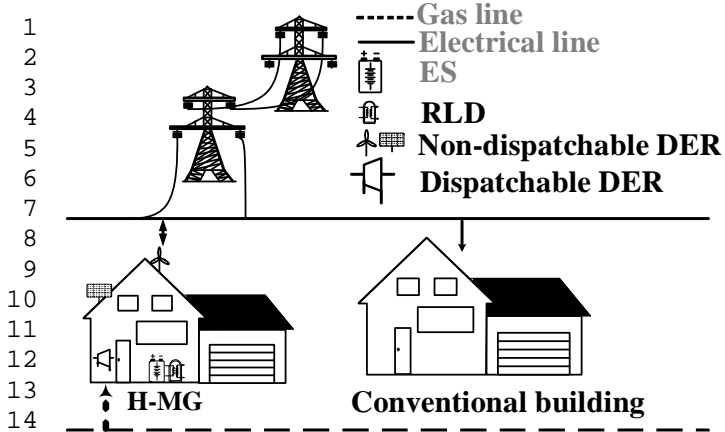 1
Gas line
2
Electrical line
3
ES
4
RLD
5
Non-dispatchable DER
6
Dispatchable DER
7
8
9
10
11
12
13
H-MG
Conventional building
14